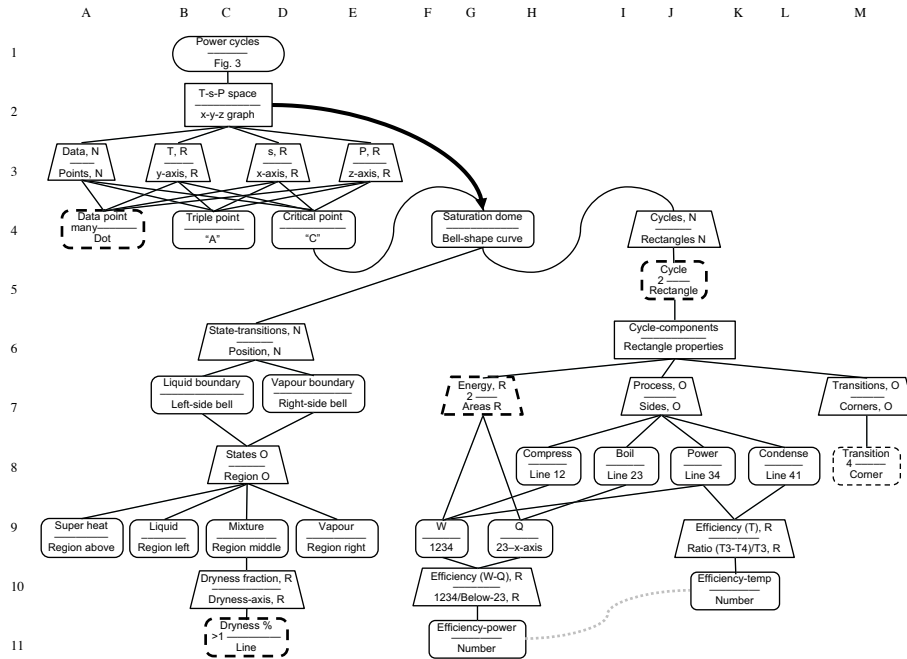 A B C D E F G H I J K L M
1
Power cycles
Fig. 3
2
T-s-P space
x-y-z graph
3
Data, N
Points, N
T, R
y-axis, R
s, R
x-axis, R
P, R
z-axis, R
4
Data point
many
Dot
Triple point
“A”
Critical point
“C”
Saturation dome
Bell-shape curve
Cycles, N
Rectangles N
5
Cycle
2
Rectangle
6
State-transitions, N
Position, N
Cycle-components
Rectangle properties
7
Liquid boundary
Left-side bell
Vapour boundary
Right-side bell
Energy, R
2
Areas R
Process, O
Sides, O
Transitions, O
Corners, O
8
States O
Region O
Compress
Line 12
Boil
Line 23
Power
Line 34
Condense
Line 41
Transition
4
Corner
9
Super heat
Region above
Liquid
Region left
Mixture
Region middle
Vapour
Region right
W
1234
Q
23–x-axis
Efficiency (T), R
Ratio (T3-T4)/T3, R
10
Dryness fraction, R
Dryness-axis, R
Efficiency (W-Q), R
1234/Below-23, R
Efficiency-temp
Number
11
Dryness %
>1
Line
Efficiency-power
Number